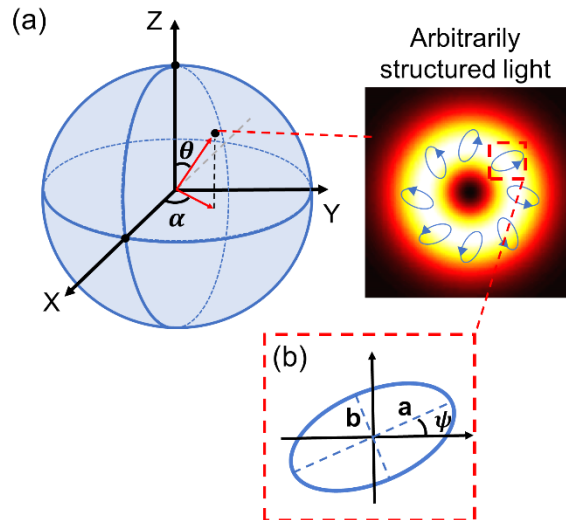 (a)
Z
Arbitrarily
structured light
θ
Y
α
X
(b)
b
a
ψ